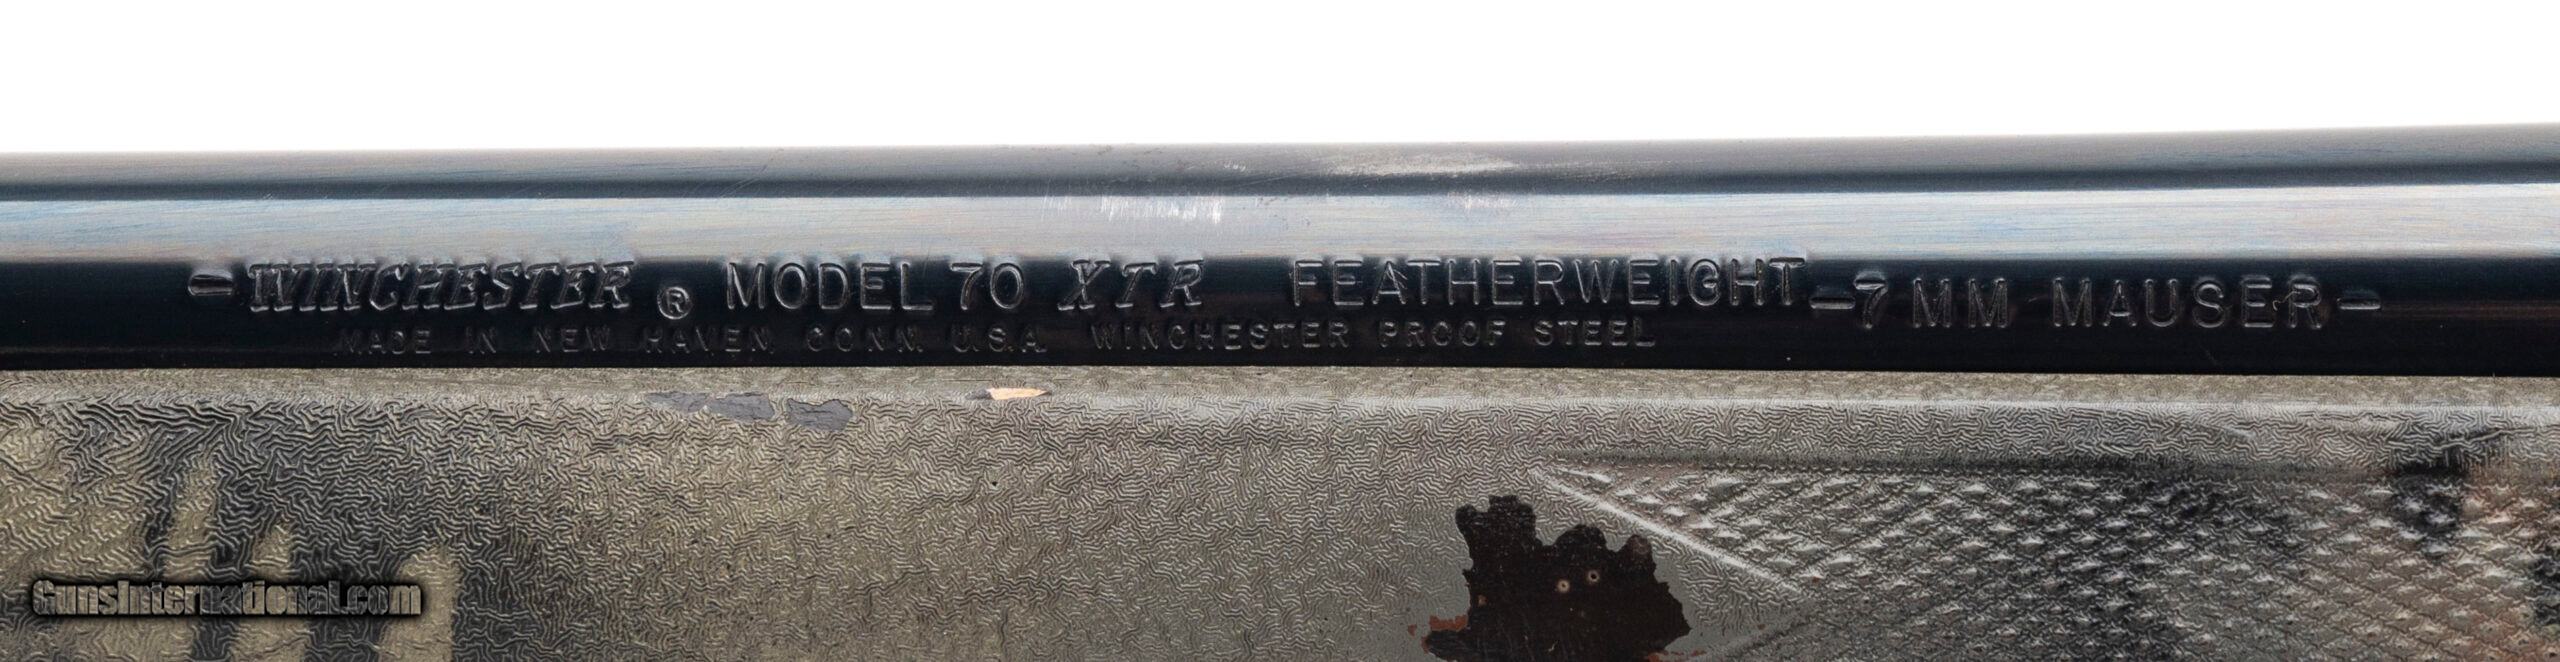 -WINCHESTER ® MODEL 70 XTR FEATHERWEIGHT-7 MM MAUSER-
MADE IN NEW HAVEN. CONN. U.S.A. WINCHESTER PROOF STEEL
GunsInternational.com